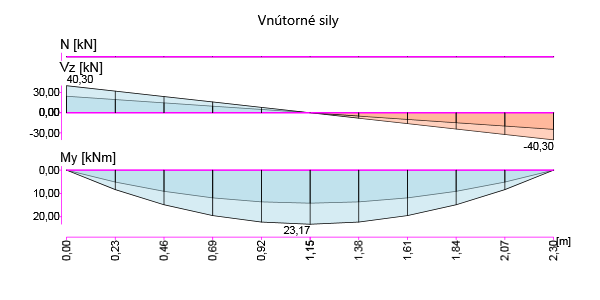 Vnútorné sily
N [kN]
Vz [kN]
40,30
30,00
0,00
-30,00
-40,30
My [kNm]
0,00
10,00
20,00
23,17
0,00 0,23 0,46 0,69 0,92 1,15 1,38 1,61 1,84 2,07 2,30 [m]